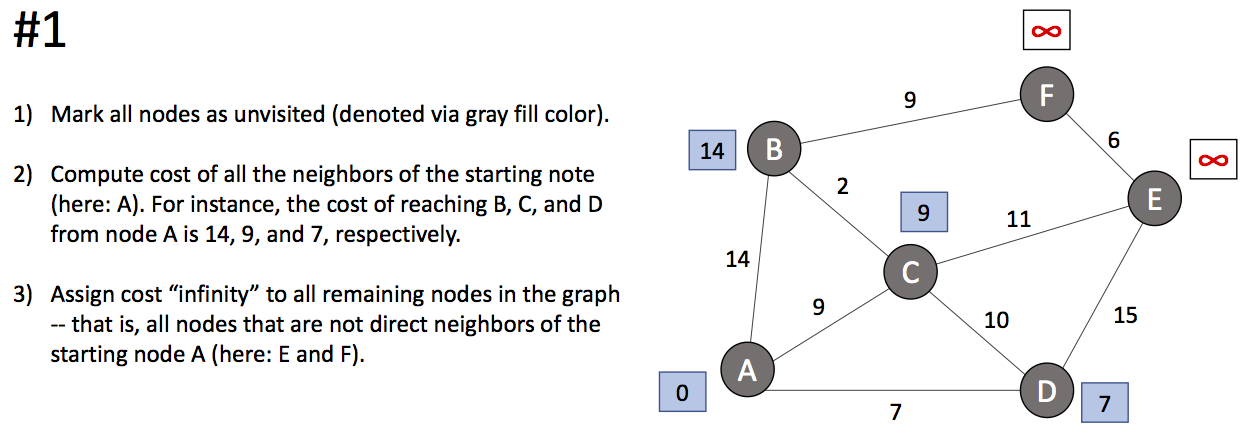 #1
1) Mark all nodes as unvisited (denoted via gray fill color).
2) Compute cost of all the neighbors of the starting note
(here: A). For instance, the cost of reaching B, C, and D
from node A is 14, 9, and 7, respectively.
3) Assign cost “infinity” to all remaining nodes in the graph
-- that is, all nodes that are not direct neighbors of the
starting node A (here: E and F).
∞
F
9
6
14
B
∞
2
E
9
11
14
C
9
10
15
A
0
D
7
7